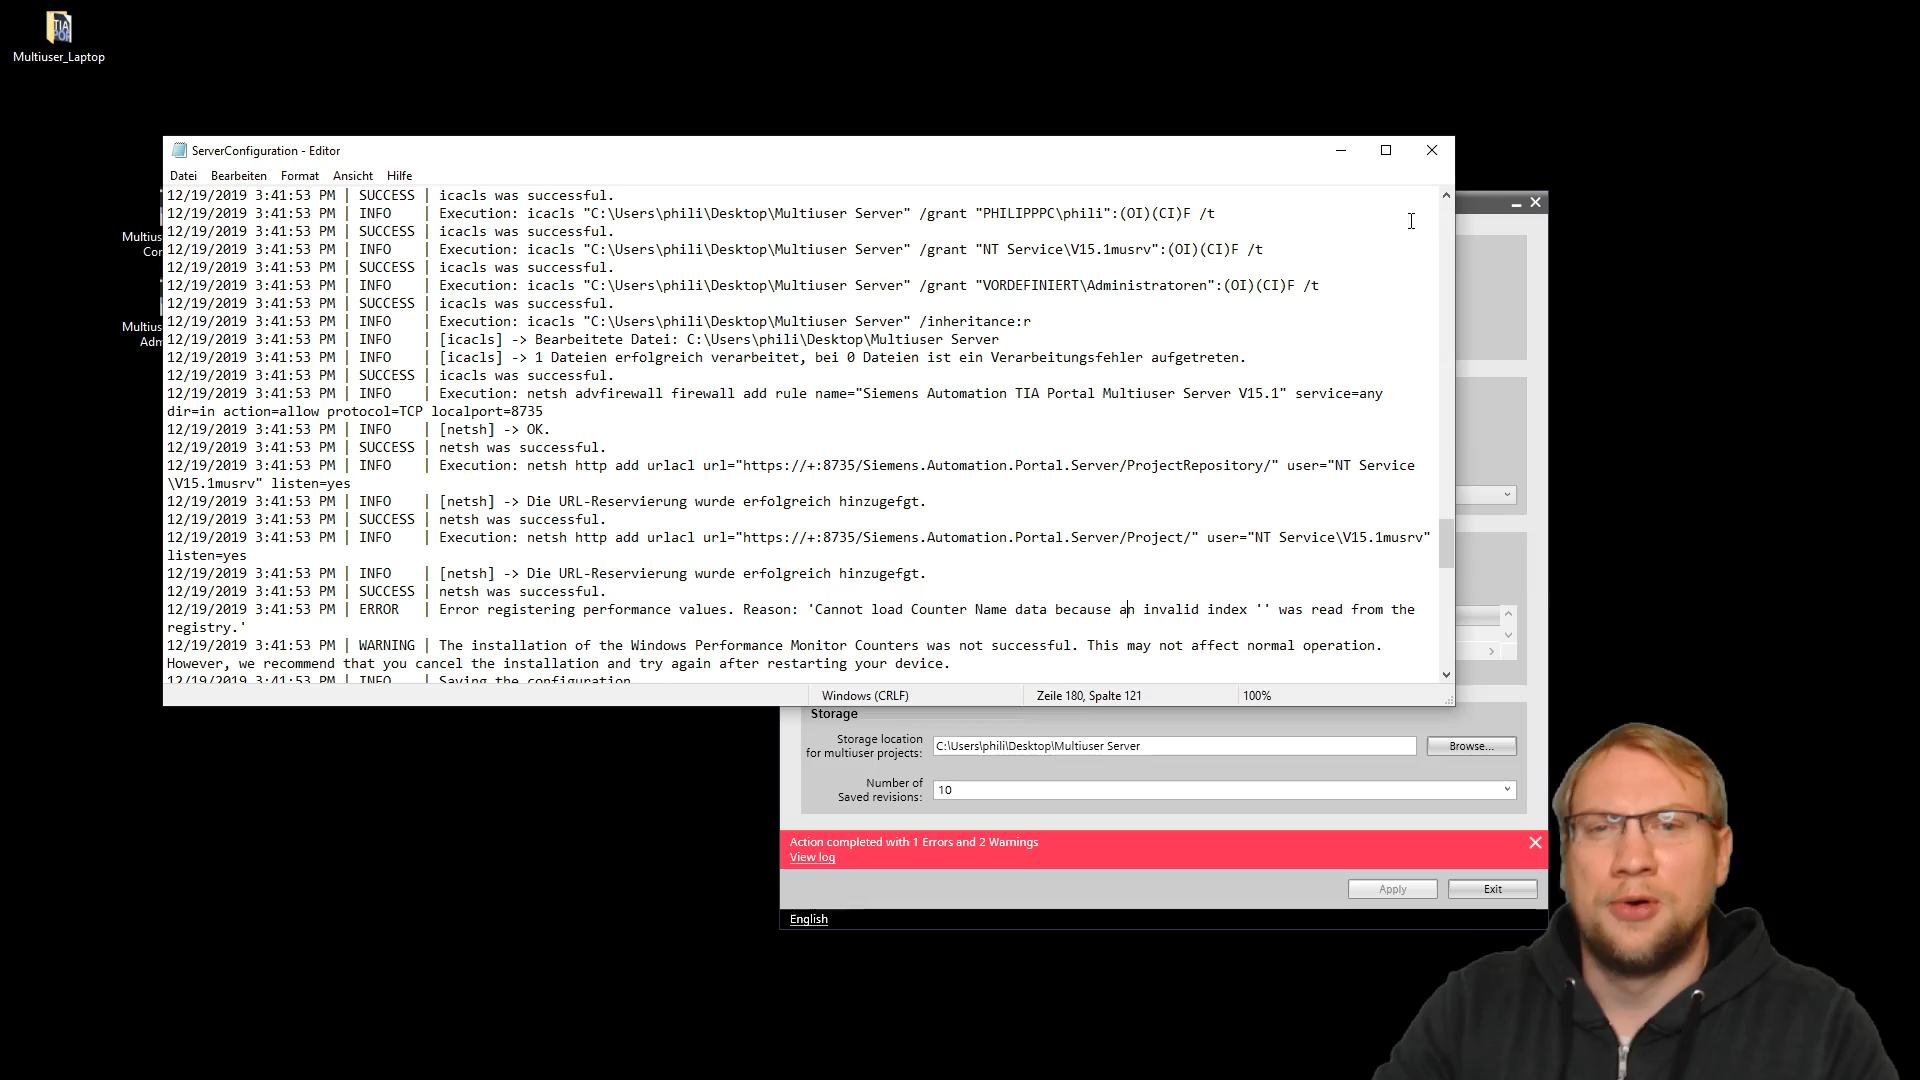 TIA
POR
Multiuser_Laptop
ServerConfiguration - Editor
Datei Bearbeiten Format Ansicht Hilfe
12/19/2019 3:41:53 PM | SUCCESS | icacls was successful.
12/19/2019 3:41:53 PM | INFO | Execution: icacls "C:\Users\phili\Desktop\Multiuser Server" /grant "PHILIPPPC\phili":(OI)(CI)F /t
12/19/2019 3:41:53 PM | SUCCESS | icacls was successful.
12/19/2019 3:41:53 PM | INFO | Execution: icacls "C:\Users\phili\Desktop\Multiuser Server" /grant "NT Service\V15.1musrv":(OI)(CI)F /t
12/19/2019 3:41:53 PM | SUCCESS | icacls was successful.
12/19/2019 3:41:53 PM | INFO | Execution: icacls "C:\Users\phili\Desktop\Multiuser Server" /grant "VORDEFINIERT\Administratoren":(OI)(CI)F /t
12/19/2019 3:41:53 PM | SUCCESS | icacls was successful.
12/19/2019 3:41:53 PM | INFO | Execution: icacls "C:\Users\phili\Desktop\Multiuser Server" /inheritance:r
12/19/2019 3:41:53 PM | INFO | [icacls] -> Bearbeitete Datei: C:\Users\phili\Desktop\Multiuser Server
12/19/2019 3:41:53 PM | INFO | [icacls] -> 1 Dateien erfolgreich verarbeitet, bei 0 Dateien ist ein Verarbeitungsfehler aufgetreten.
12/19/2019 3:41:53 PM | SUCCESS | icacls was successful.
12/19/2019 3:41:53 PM | INFO | Execution: netsh advfirewall firewall add rule name="Siemens Automation TIA Portal Multiuser Server V15.1" service=any
dir=in action=allow protocol=TCP localport=8735
12/19/2019 3:41:53 PM | INFO | [netsh] -> OK.
12/19/2019 3:41:53 PM | SUCCESS | netsh was successful.
12/19/2019 3:41:53 PM | INFO | Execution: netsh http add urlacl url="https://+:8735/Siemens.Automation.Portal.Server/ProjectRepository/" user="NT Service
\V15.1musrv" listen=yes
12/19/2019 3:41:53 PM | INFO | [netsh] -> Die URL-Reservierung wurde erfolgreich hinzugefgt.
12/19/2019 3:41:53 PM | SUCCESS | netsh was successful.
12/19/2019 3:41:53 PM | INFO | Execution: netsh http add urlacl url="https://+:8735/Siemens.Automation.Portal.Server/Project/" user="NT Service\V15.1musrv"
listen=yes
12/19/2019 3:41:53 PM | INFO | [netsh] -> Die URL-Reservierung wurde erfolgreich hinzugefgt.
12/19/2019 3:41:53 PM | SUCCESS | netsh was successful.
12/19/2019 3:41:53 PM | ERROR | Error registering performance values. Reason: 'Cannot load Counter Name data because an invalid index '' was read from the
registry.'
12/19/2019 3:41:53 PM | WARNING | The installation of the Windows Performance Monitor Counters was not successful. This may not affect normal operation.
However, we recommend that you cancel the installation and try again after restarting your device.
12/19/2019 3:41:53 PM | INFO | Saving the configuration
Windows (CRLF) Zeile 180, Spalte 121 100%
Multius
Cor
Multius
Adm
Storage
Storage location
for multiuser projects: C:\Users\phili\Desktop\Multiuser Server Browse...
Number of
Saved revisions: 10
Action completed with 1 Errors and 2 Warnings
View log
Apply Exit
English